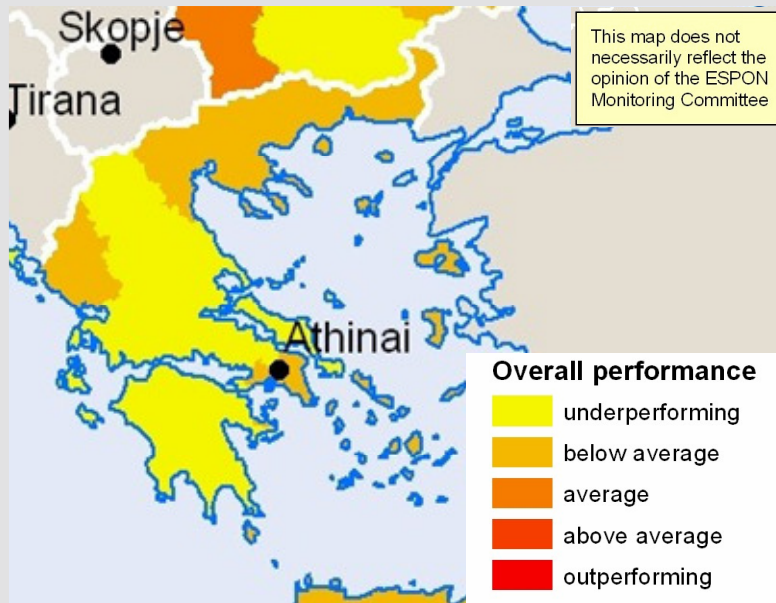 Skopje
This map does not
necessarily reflect the
opinion of the ESPON
Monitoring Committee
Tirana
Athinai
Overall performance
underperforming
below average
average
above average
outperforming